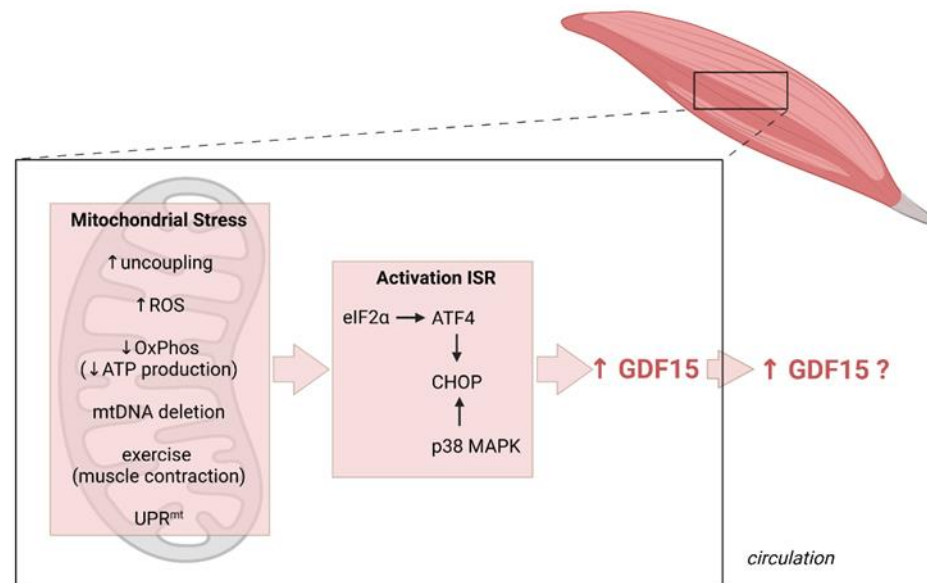 Mitochondrial Stress
↑uncoupling
↑ROS
↓OxPhos
(↓ATP production)
mtDNA deletion
exercise
(muscle contraction)
UPRᵐᵗ
Activation ISR
eIF2α → ATF4
↓
CHOP
↑
p38 MAPK
↑ GDF15
↑ GDF15 ?
circulation